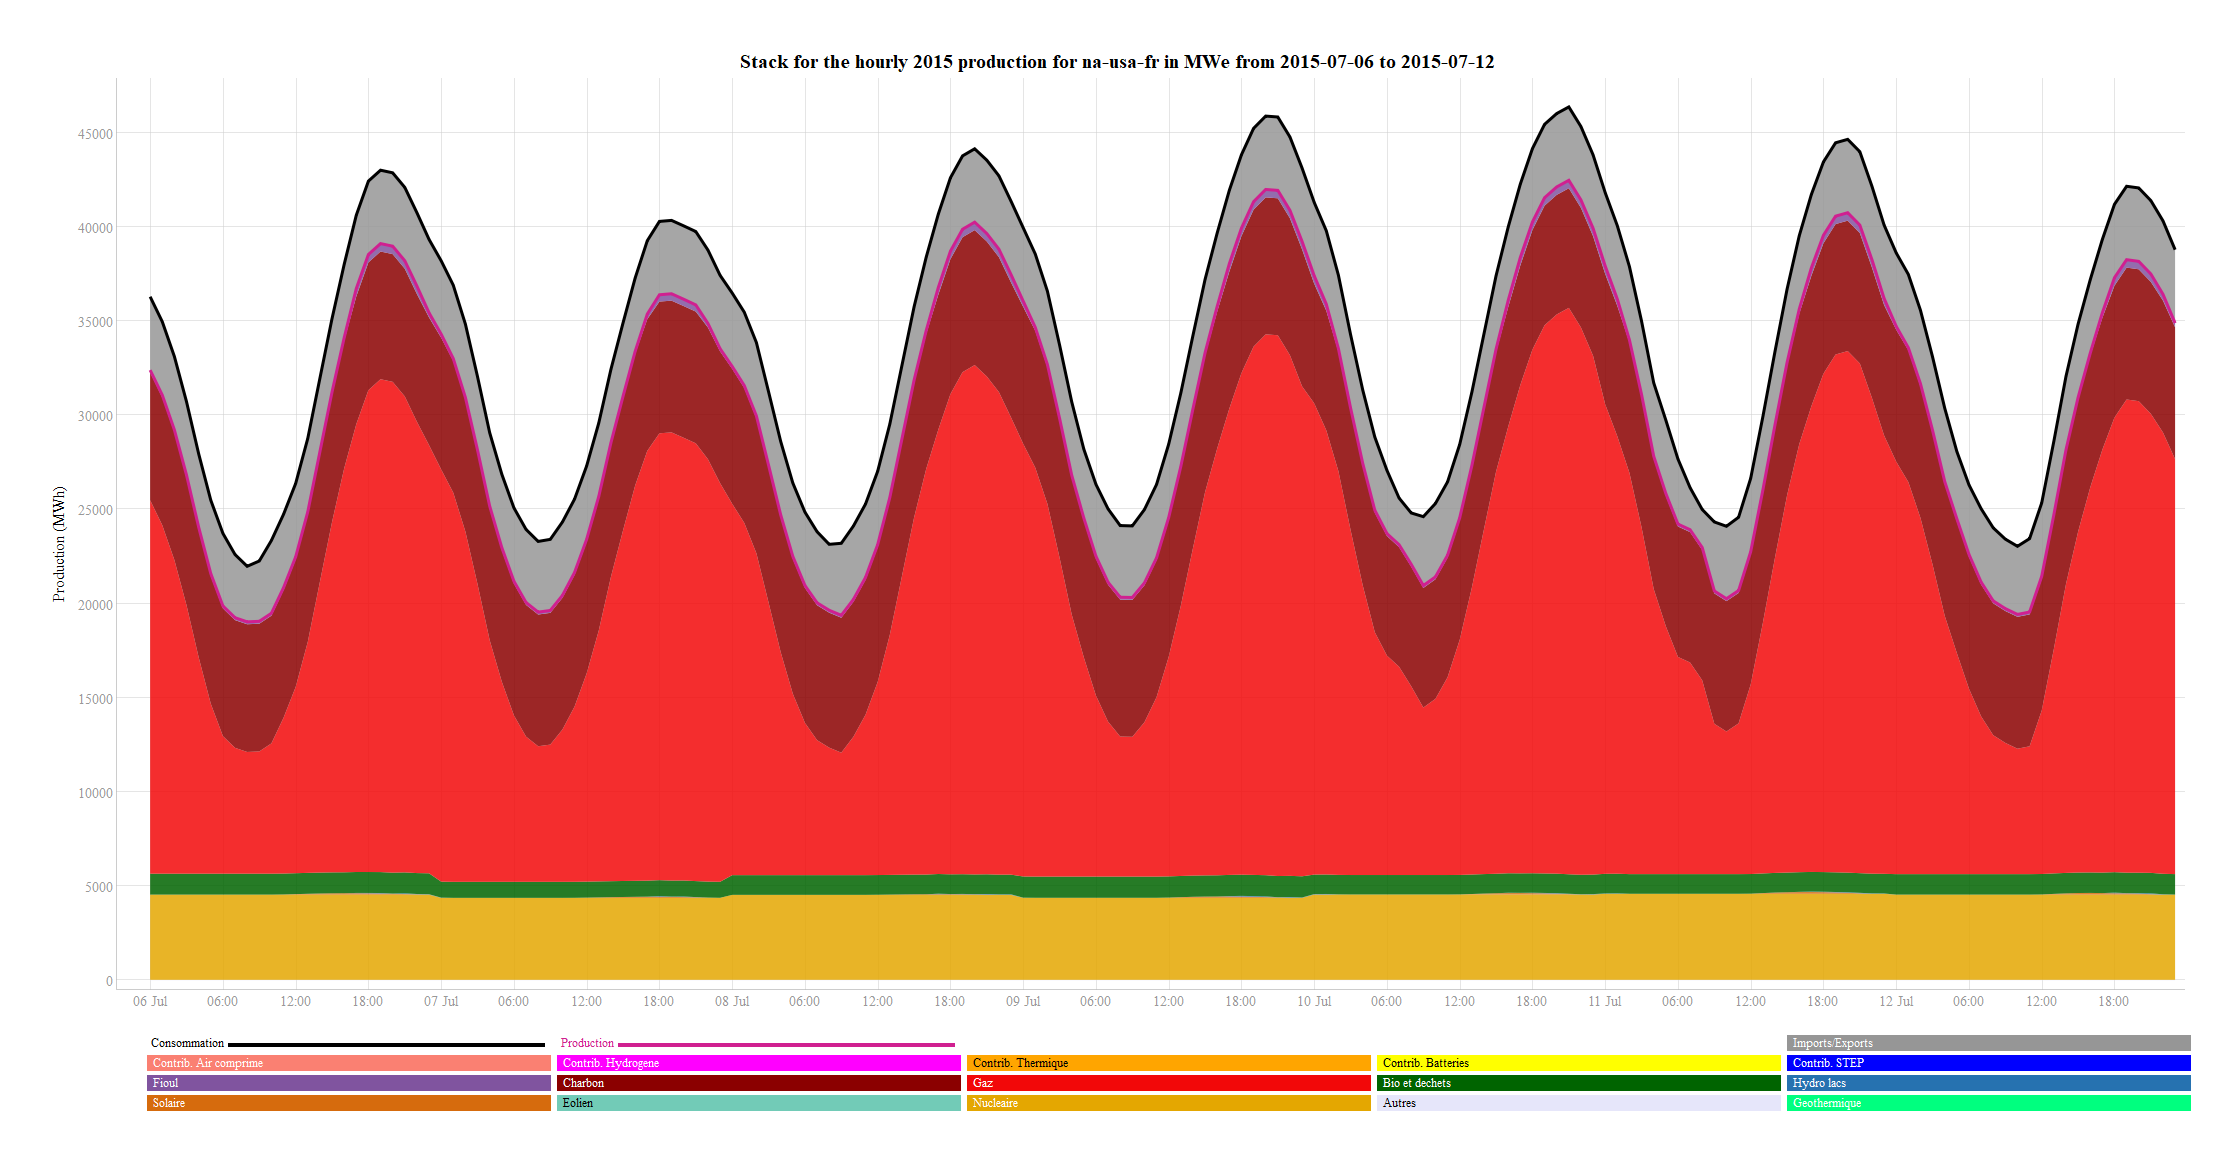 Stack for the hourly 2015 production for na-usa-fr in MWe from 2015-07-06 to 2015-07-12
Production (MWh)
45000
40000
35000
30000
25000
20000
15000
10000
5000
0
06 Jul 06:00 12:00 18:00 07 Jul 06:00 12:00 18:00 08 Jul 06:00 12:00 18:00 09 Jul 06:00 12:00 18:00 10 Jul 06:00 12:00 18:00 11 Jul 06:00 12:00 18:00 12 Jul 06:00 12:00 18:00
Consommation Production Imports/Exports
Contrib. Air comprime Contrib. Hydrogene Contrib. Thermique Contrib. Batteries Contrib. STEP
Fioul Charbon Gaz Bio et dechets Hydro lacs
Solaire Eolien Nucleaire Autres Geothermique